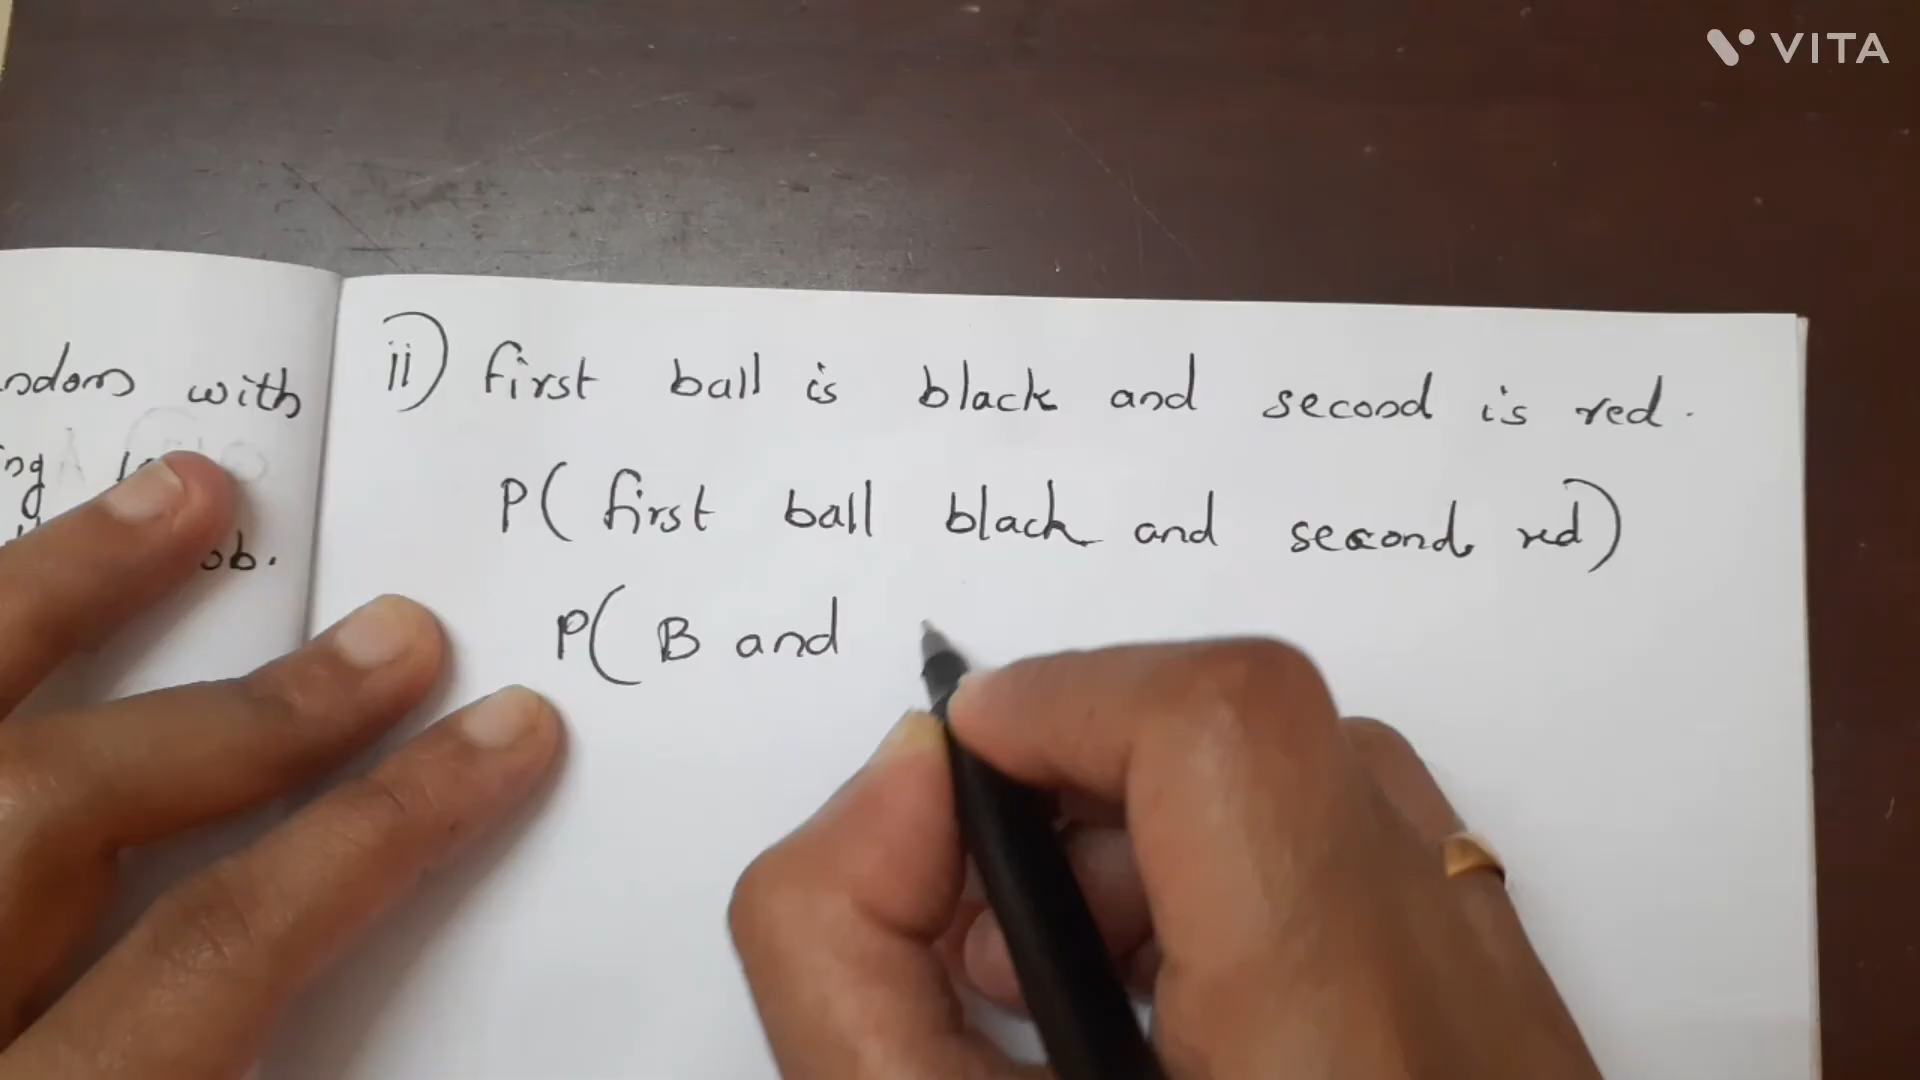 VITA
with
ob.
ii) first ball is black and second is red.
P( first ball black and second red)
P( B and